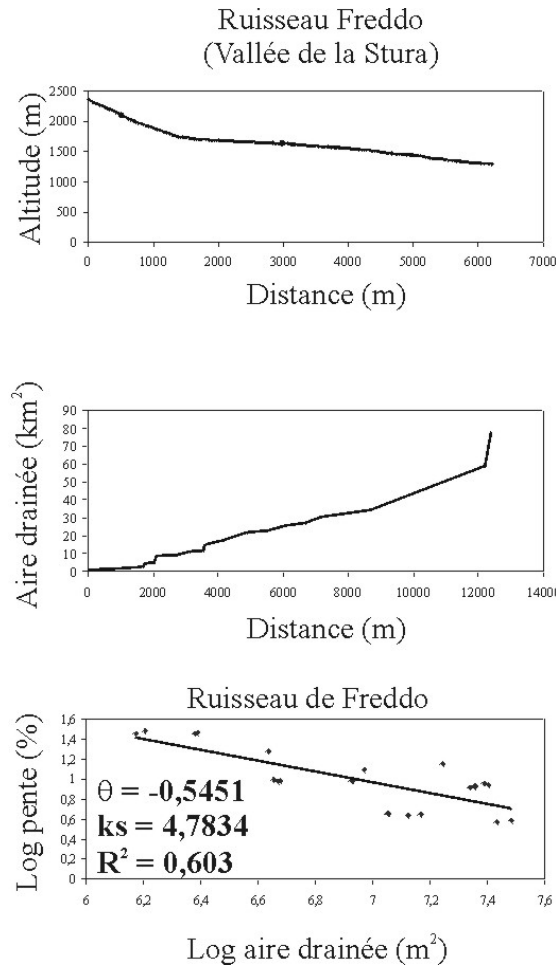 Ruisseau Freddo
(Vallée de la Stura)
Altitude (m)
2500
2000
1500
1000
500
0
0 1000 2000 3000 4000 5000 6000 7000
Distance (m)
Aire drainée (km²)
90
80
70
60
50
40
30
20
10
0
0 2000 4000 6000 8000 10000 12000 14000
Distance (m)
Ruisseau de Freddo
Log pente (%)
1,6
1,4
1,2
1
0,8
0,6
0,4
0,2
0
θ = -0,5451
ks = 4,7834
R² = 0,603
6 6,2 6,4 6,6 6,8 7 7,2 7,4 7,6
Log aire drainée (m²)